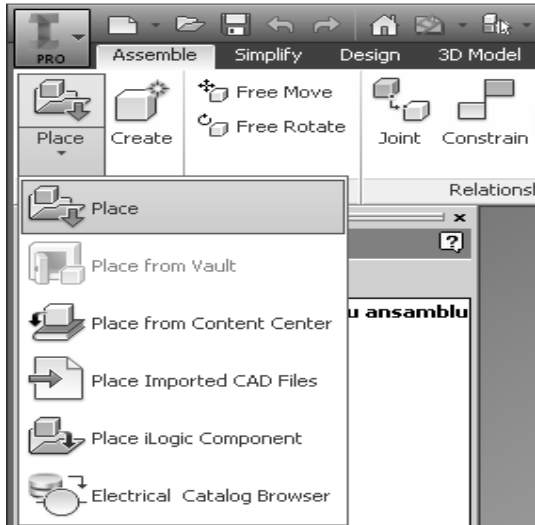 PRO
Assemble Simplify Design 3D Model
Place Create Free Move Joint Constrain
Free Rotate
Relationsl
Place
Place from Vault
Place from Content Center
u ansamblu
Place Imported CAD Files
Place iLogic Component
Electrical Catalog Browser